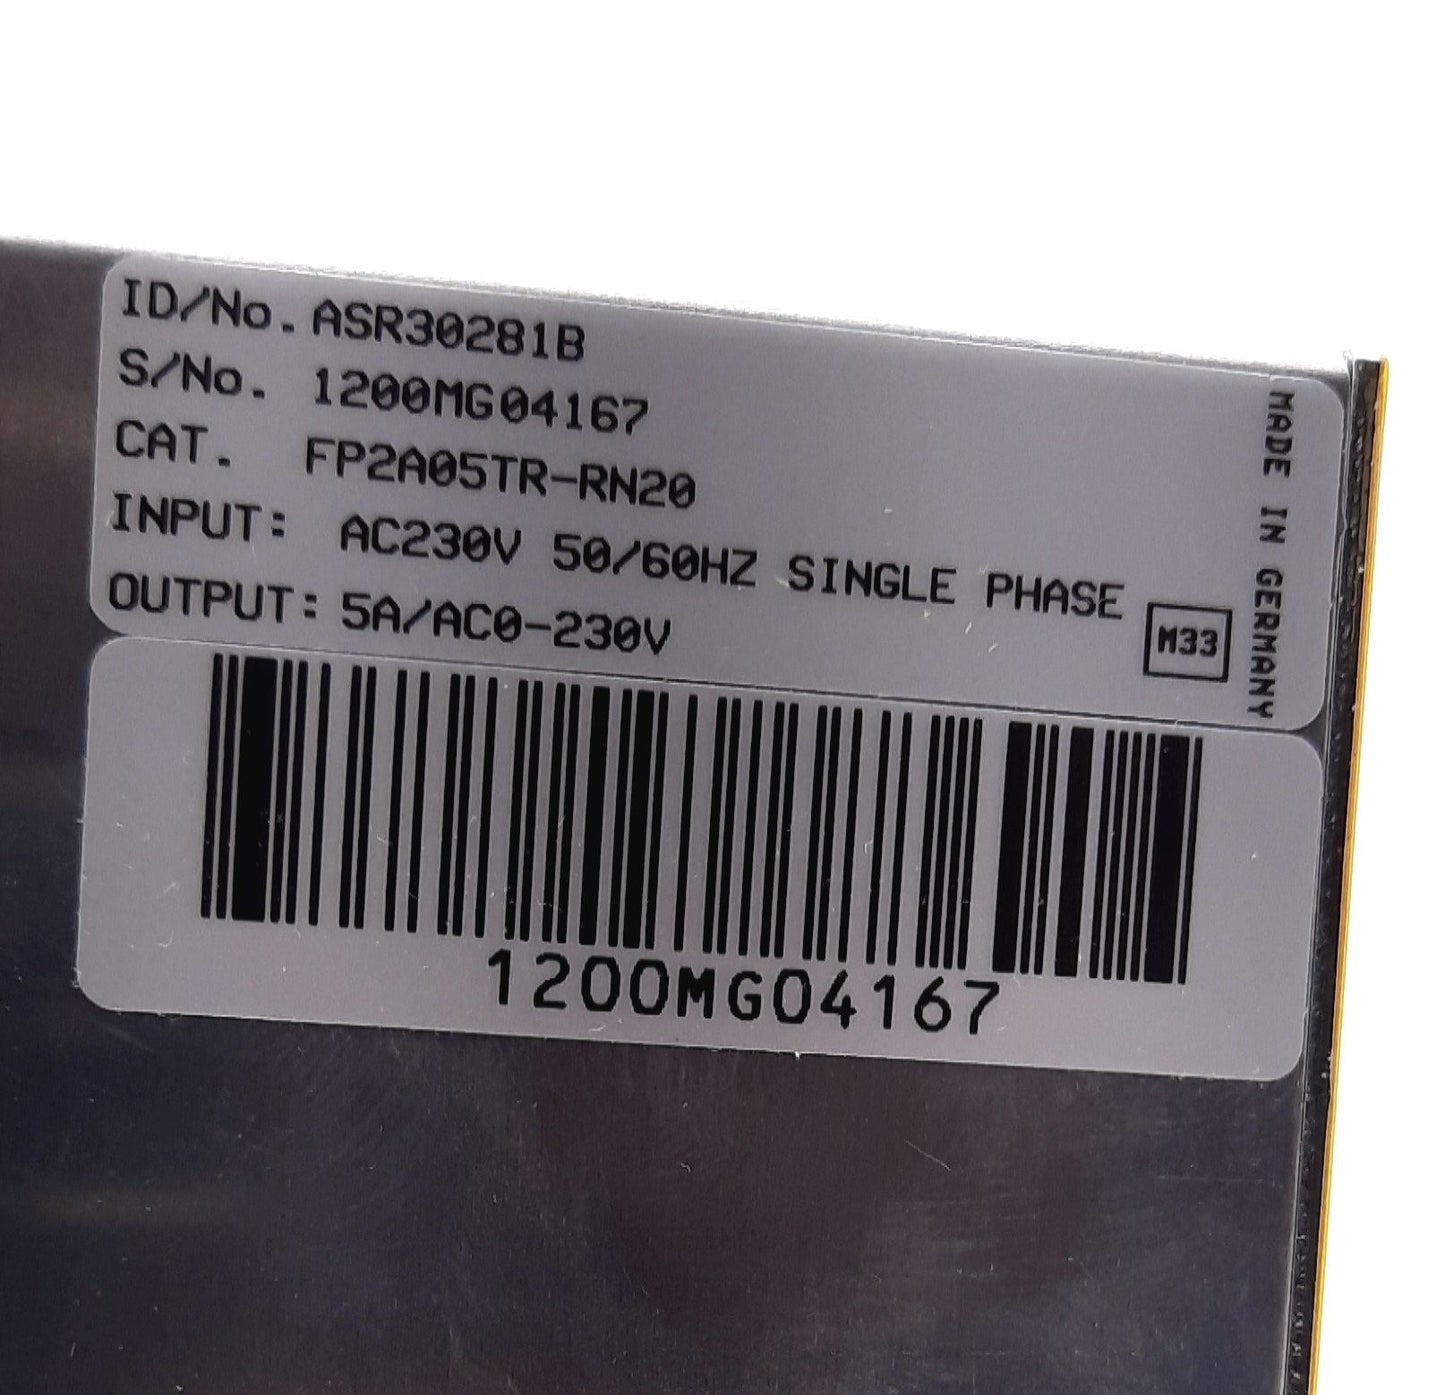 ID/No. ASR30281B
S/No. 1200MG04167
CAT. FP2A05TR-RN20
INPUT: AC230V 50/60HZ SINGLE PHASE
OUTPUT: 5A/AC0-230V
M33
MADE IN GERMANY
1200MG04167